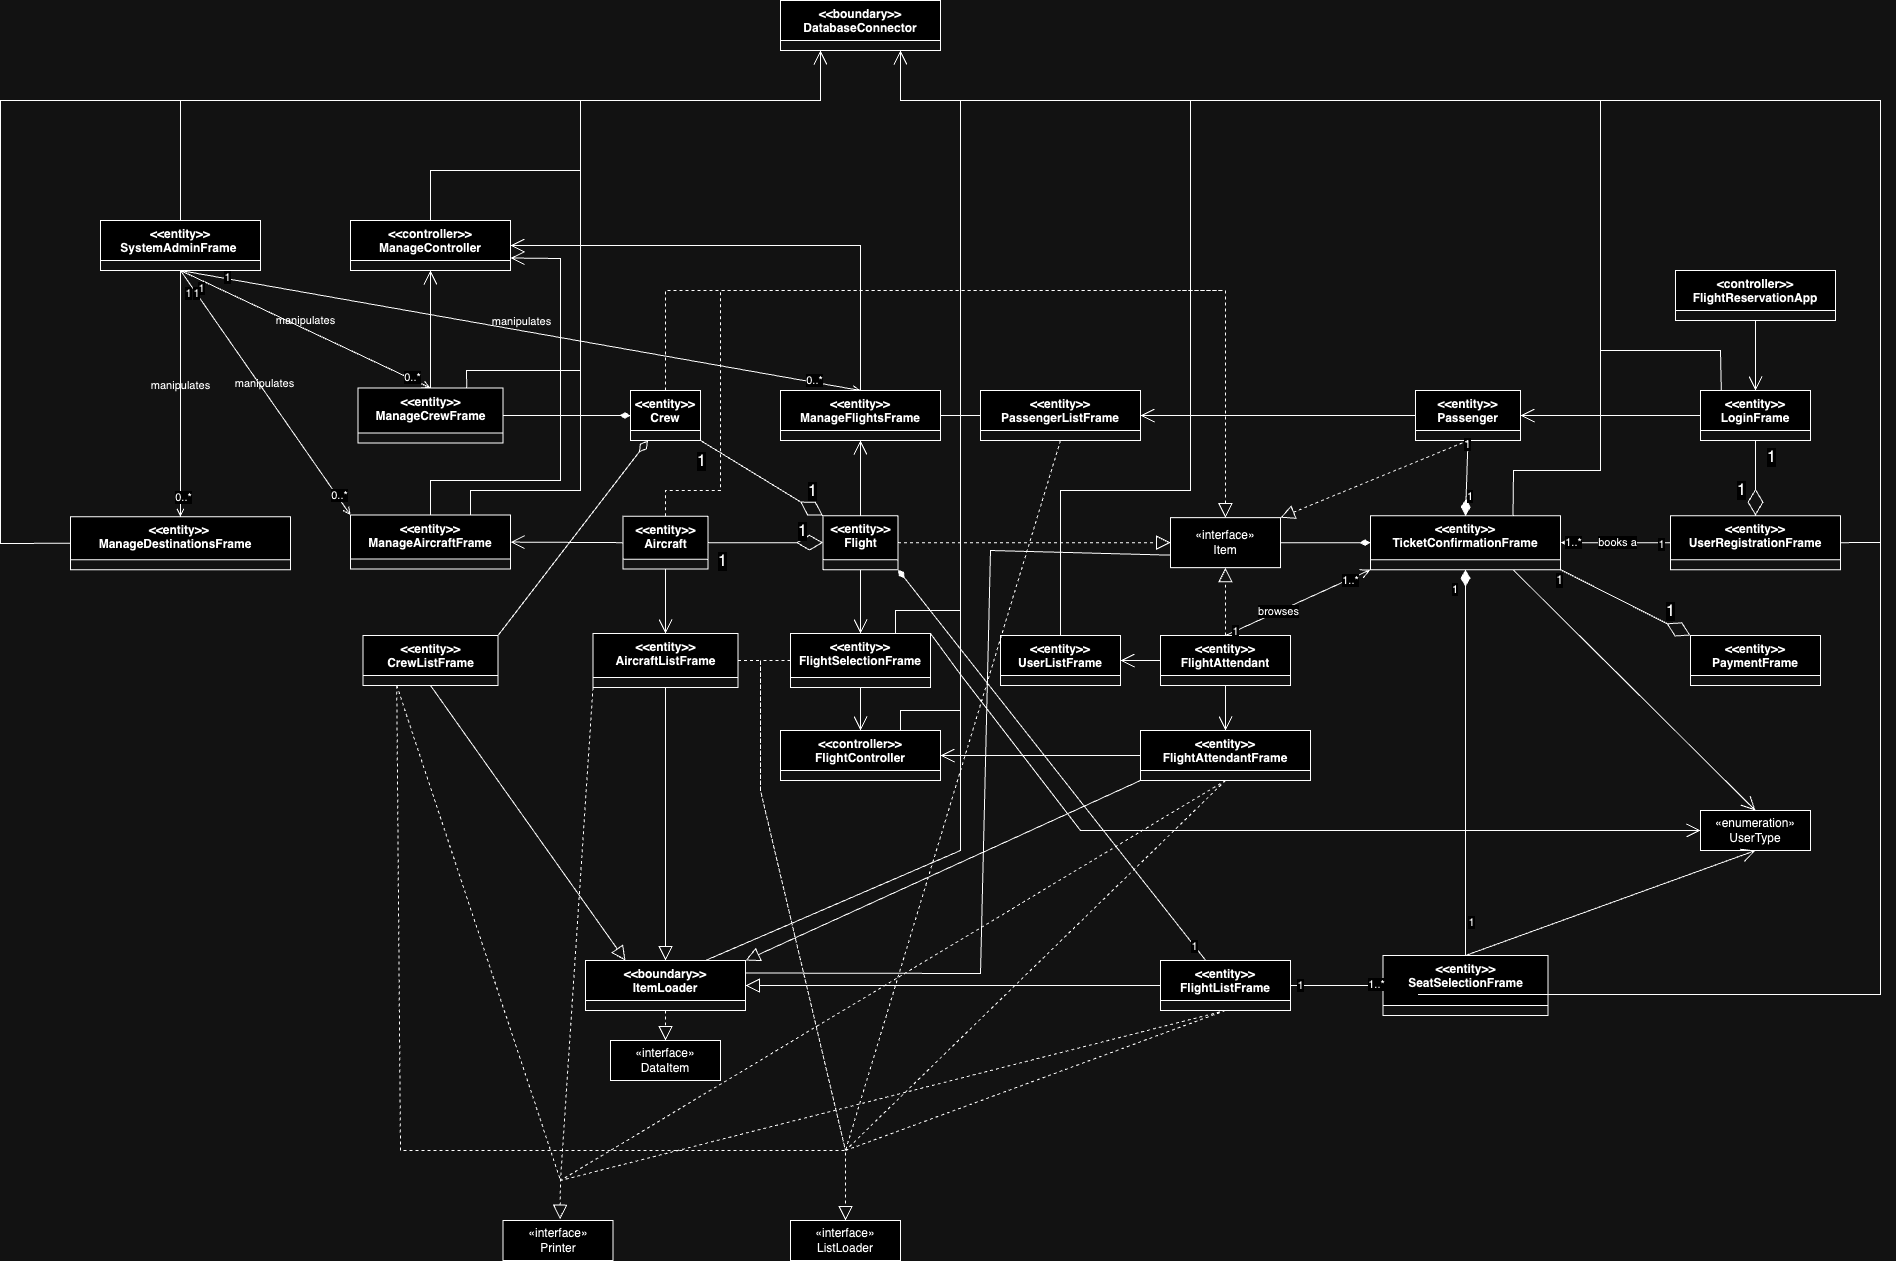 <<boundary>>
DatabaseConnector
<<entity>>
SystemAdminFrame
<<controller>>
ManageController
1
1
1
1
manipulates
manipulates
manipulates
manipulates
<controller>>
FlightReservationApp
0..*
0..*
<<entity>>
ManageCrewFrame
<<entity>>
Crew
<<entity>>
ManageFlightsFrame
<<entity>>
PassengerListFrame
<<entity>>
Passenger
<<entity>>
LoginFrame
1
1
1
1
1
1
0..*
0..*
<<entity>>
ManageDestinationsFrame
<<entity>>
ManageAircraftFrame
<<entity>>
Aircraft
1
1
<<entity>>
Flight
«interface»
Item
<<entity>>
TicketConfirmationFrame
1..*
books a
1
<<entity>>
UserRegistrationFrame
1..*
1
1
browses
1
1
<<entity>>
CrewListFrame
<<entity>>
AircraftListFrame
<<entity>>
FlightSelectionFrame
<<entity>>
UserListFrame
<<entity>>
FlightAttendant
<<entity>>
PaymentFrame
<<controller>>
FlightController
<<entity>>
FlightAttendantFrame
«enumeration»
UserType
1
1
<<boundary>>
ItemLoader
<<entity>>
FlightListFrame
1
1..*
<<entity>>
SeatSelectionFrame
«interface»
DataItem
«interface»
Printer
«interface»
ListLoader